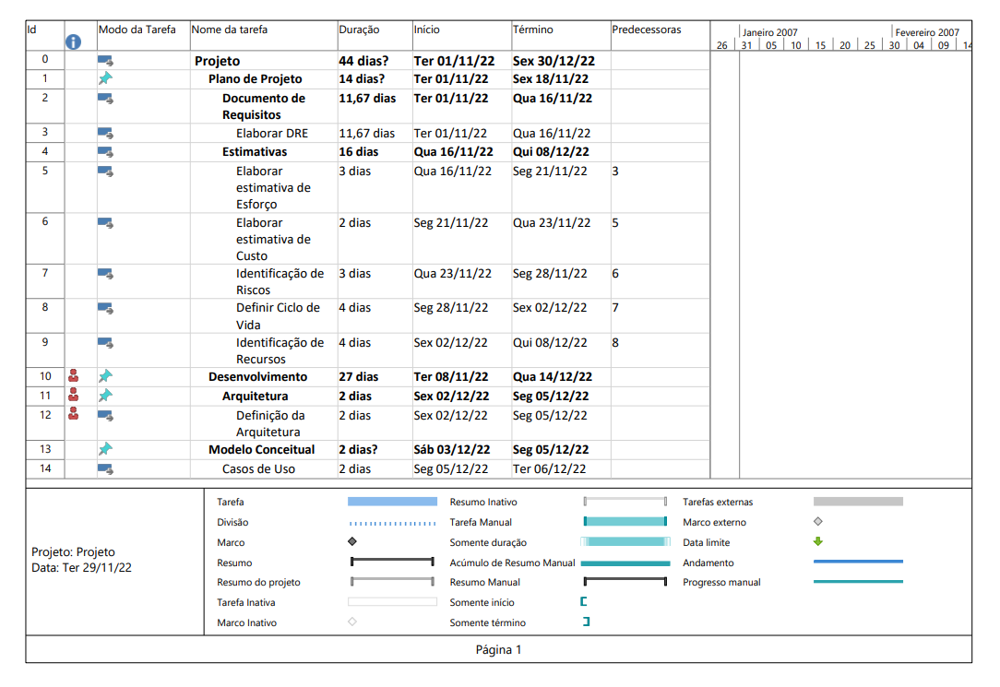 Id Modo da Tarefa Nome da tarefa Duração Início Término Predecessoras
Janeiro 2007 Fevereiro 2007
26 31 05 10 15 20 25 30 04 09 14
0 Projeto 44 dias? Ter 01/11/22 Sex 30/12/22
1 Plano de Projeto 14 dias? Ter 01/11/22 Sex 18/11/22
2 Documento de 11,67 dias Ter 01/11/22 Qua 16/11/22
Requisitos
3 Elaborar DRE 11,67 dias Ter 01/11/22 Qua 16/11/22
4 Estimativas 16 dias Qua 16/11/22 Qui 08/12/22
5 Elaborar 3 dias Qua 16/11/22 Seg 21/11/22 3
estimativa de
Esforço
6 Elaborar 2 dias Seg 21/11/22 Qua 23/11/22 5
estimativa de
Custo
7 Identificação de 3 dias Qua 23/11/22 Seg 28/11/22 6
Riscos
8 Definir Ciclo de 4 dias Seg 28/11/22 Sex 02/12/22 7
Vida
9 Identificação de 4 dias Sex 02/12/22 Qui 08/12/22 8
Recursos
10 Desenvolvimento 27 dias Ter 08/11/22 Qua 14/12/22
11 Arquitetura 2 dias Sex 02/12/22 Seg 05/12/22
12 Definição da 2 dias Sex 02/12/22 Seg 05/12/22
Arquitetura
13 Modelo Conceitual 2 dias? Sáb 03/12/22 Seg 05/12/22
14 Casos de Uso 2 dias Seg 05/12/22 Ter 06/12/22
Projeto: Projeto
Data: Ter 29/11/22
Tarefa
Divisão
Marco
Resumo
Resumo do projeto
Tarefa Inativa
Marco Inativo
Resumo Inativo
Tarefa Manual
Somente duração
Acúmulo de Resumo Manual
Resumo Manual
Somente início
Somente término
Tarefas externas
Marco externo
Data limite
Andamento
Progresso manual
Página 1